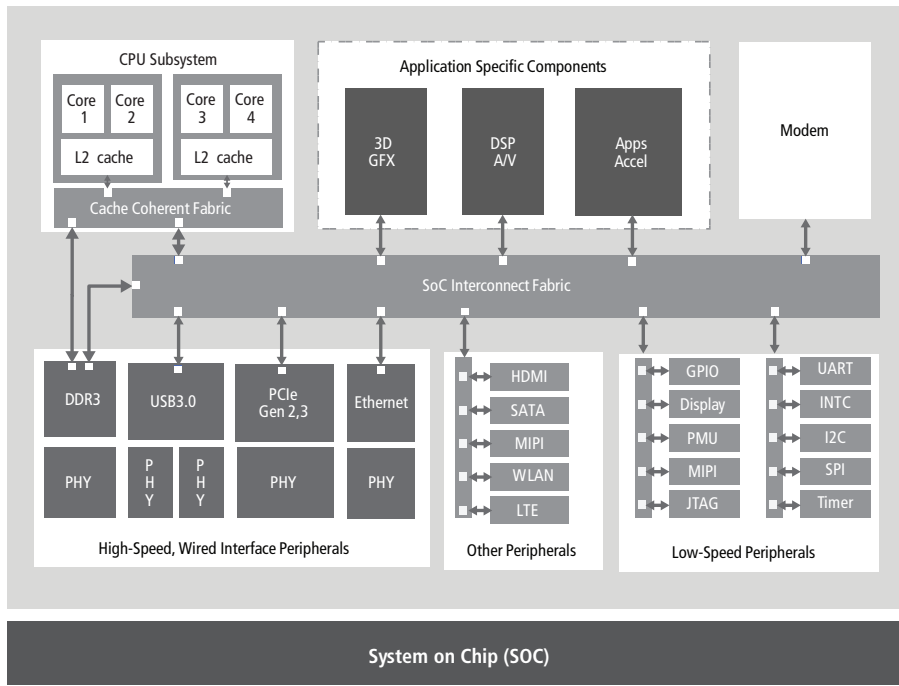 CPU Subsystem
Core
1
Core
2
Core
3
Core
4
L2 cache
L2 cache
Cache Coherent Fabric
Application Specific Components
3D
GFX
DSP
A/V
Apps
Accel
Modem
SoC Interconnect Fabric
DDR3
USB3.0
PCIe
Gen 2,3
Ethernet
PHY
P
H
Y
P
H
Y
PHY
PHY
High-Speed, Wired Interface Peripherals
HDMI
SATA
MIPI
WLAN
LTE
Other Peripherals
GPIO
Display
PMU
MIPI
JTAG
UART
INTC
I2C
SPI
Timer
Low-Speed Peripherals
System on Chip (SOC)